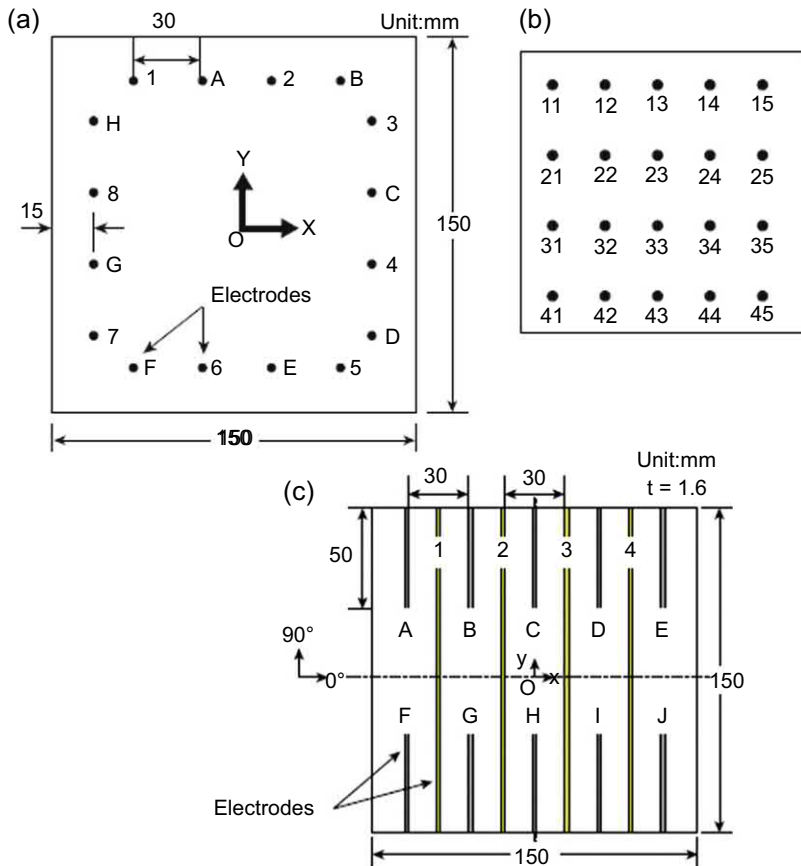 (a)
30
Unit:mm
1 A 2 B
H 3
Y
8 C
15
O X
150
G 4
Electrodes
7 D
F 6 E 5
150
(b)
11 12 13 14 15
21 22 23 24 25
31 32 33 34 35
41 42 43 44 45
(c)
Unit:mm
30 30 t = 1.6
50
1 2 3 4
A B C D E
90°
y
0° O x 150
F G H I J
Electrodes
150